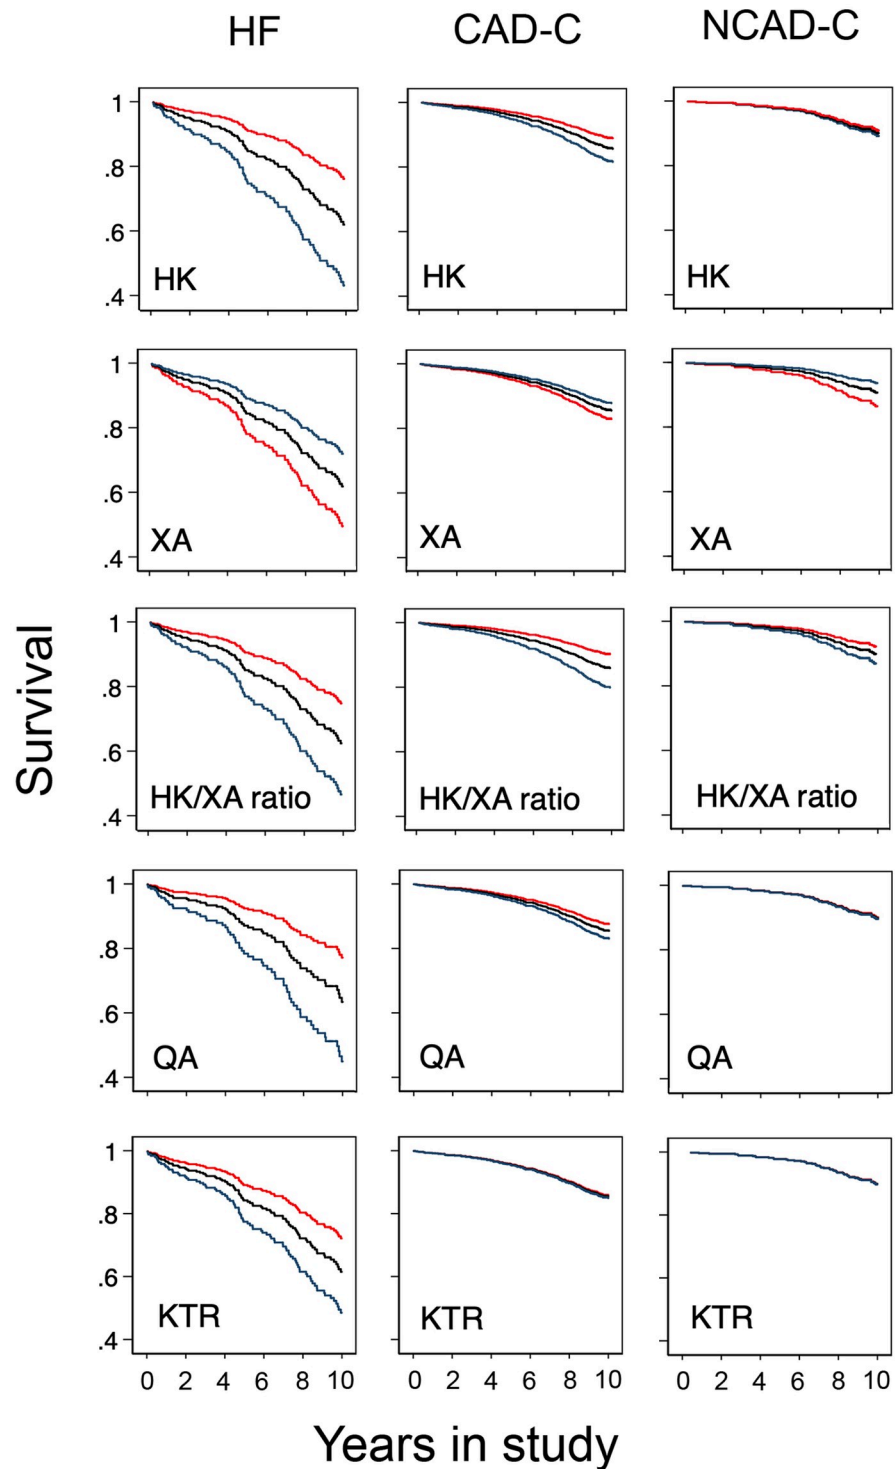 HF CAD-C NCAD-C
1
.8
.6
.4
HK HK HK
1
.8
.6
.4
XA XA XA
Survival
1
.8
.6
.4
HK/XA ratio HK/XA ratio HK/XA ratio
1
.8
.6
.4
QA QA QA
1
.8
.6
.4
KTR KTR KTR
0 2 4 6 8 10 0 2 4 6 8 10 0 2 4 6 8 10
Years in study